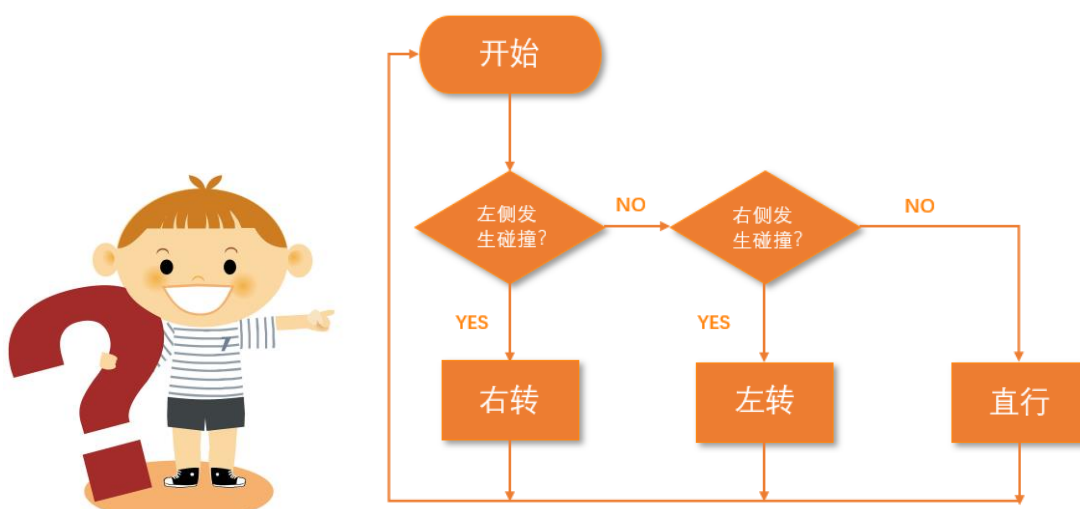 开始
左侧发
生碰撞?
NO
右侧发
生碰撞?
NO
YES
YES
右转
左转
直行